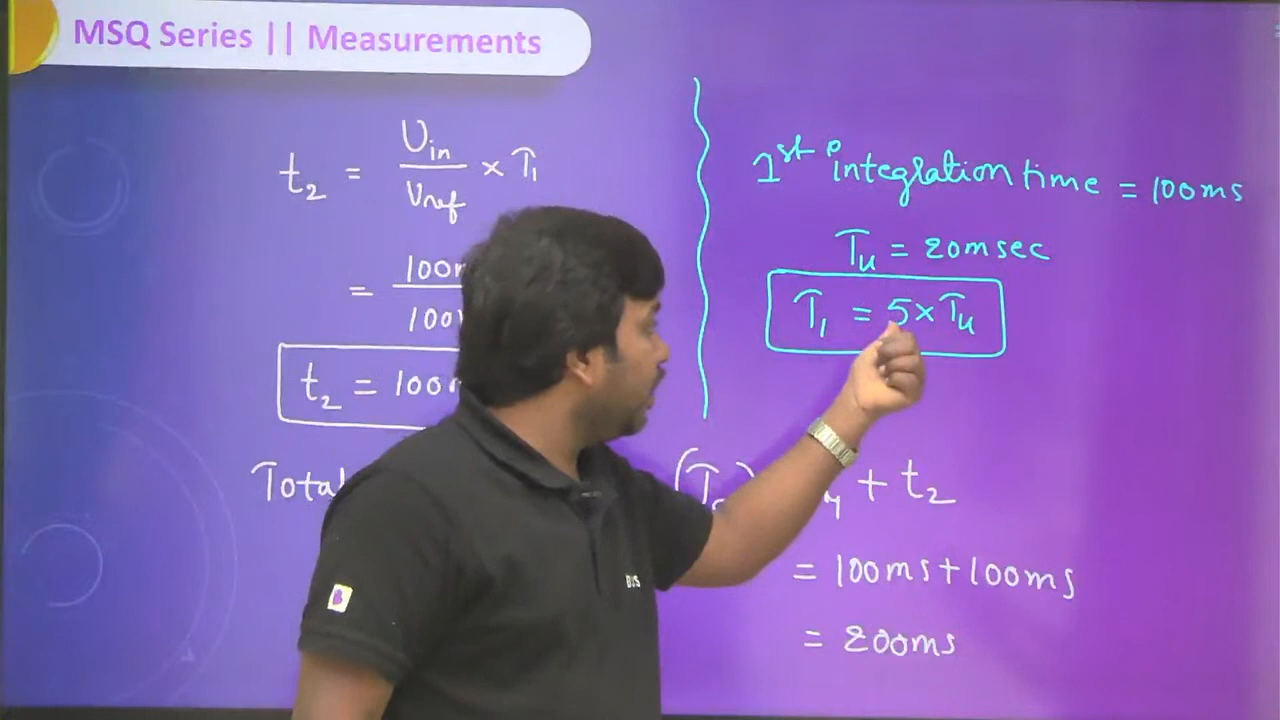 MSQ Series || Measurements
t₂ = Vin / Vref × T₁
= 100 / 100
t₂ = 100
Total + t₂
= 100ms + 100ms
= 200ms
1st integration time = 100ms
Tu = 20msec
T₁ = 5 × Tu
B